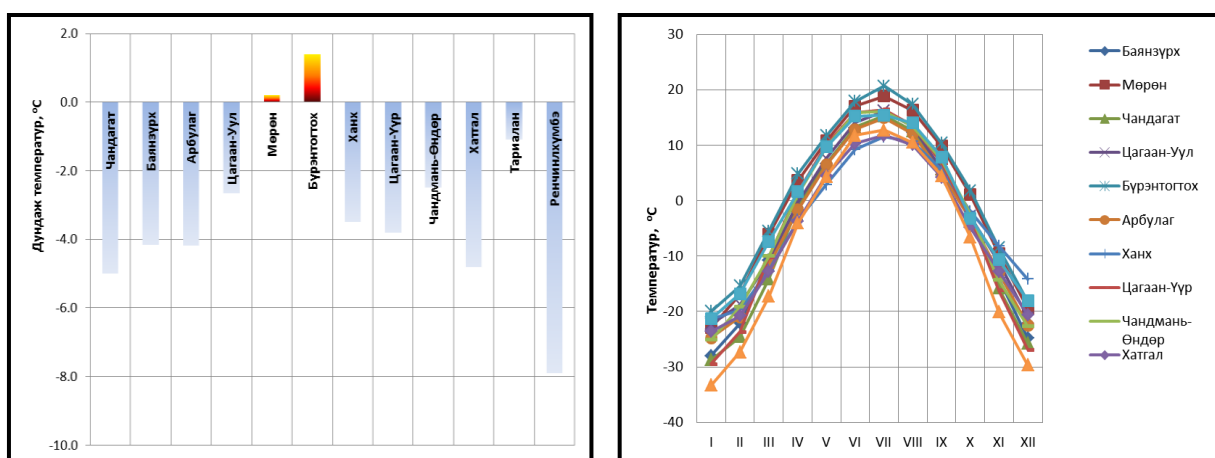 2.0
0.0
-2.0
-4.0
-6.0
-8.0
-10.0
Дундаж температур, °C
Чандагат
Баянзүрх
Арбулаг
Цагаан-Уул
Мөрөн
Бүрэнтогтох
Ханх
Цагаан-Үүр
Чандмань-Өндөр
Хатгал
Тариалан
Ренчинлхүмбэ
30
20
10
0
-10
-20
-30
-40
Температур, °C
I II III IV V VI VII VIII IX X XI XII
Баянзүрх
Мөрөн
Чандагат
Цагаан-Уул
Бүрэнтогтох
Арбулаг
Ханх
Цагаан-Үүр
Чандмань-
Өндөр
Хатгал